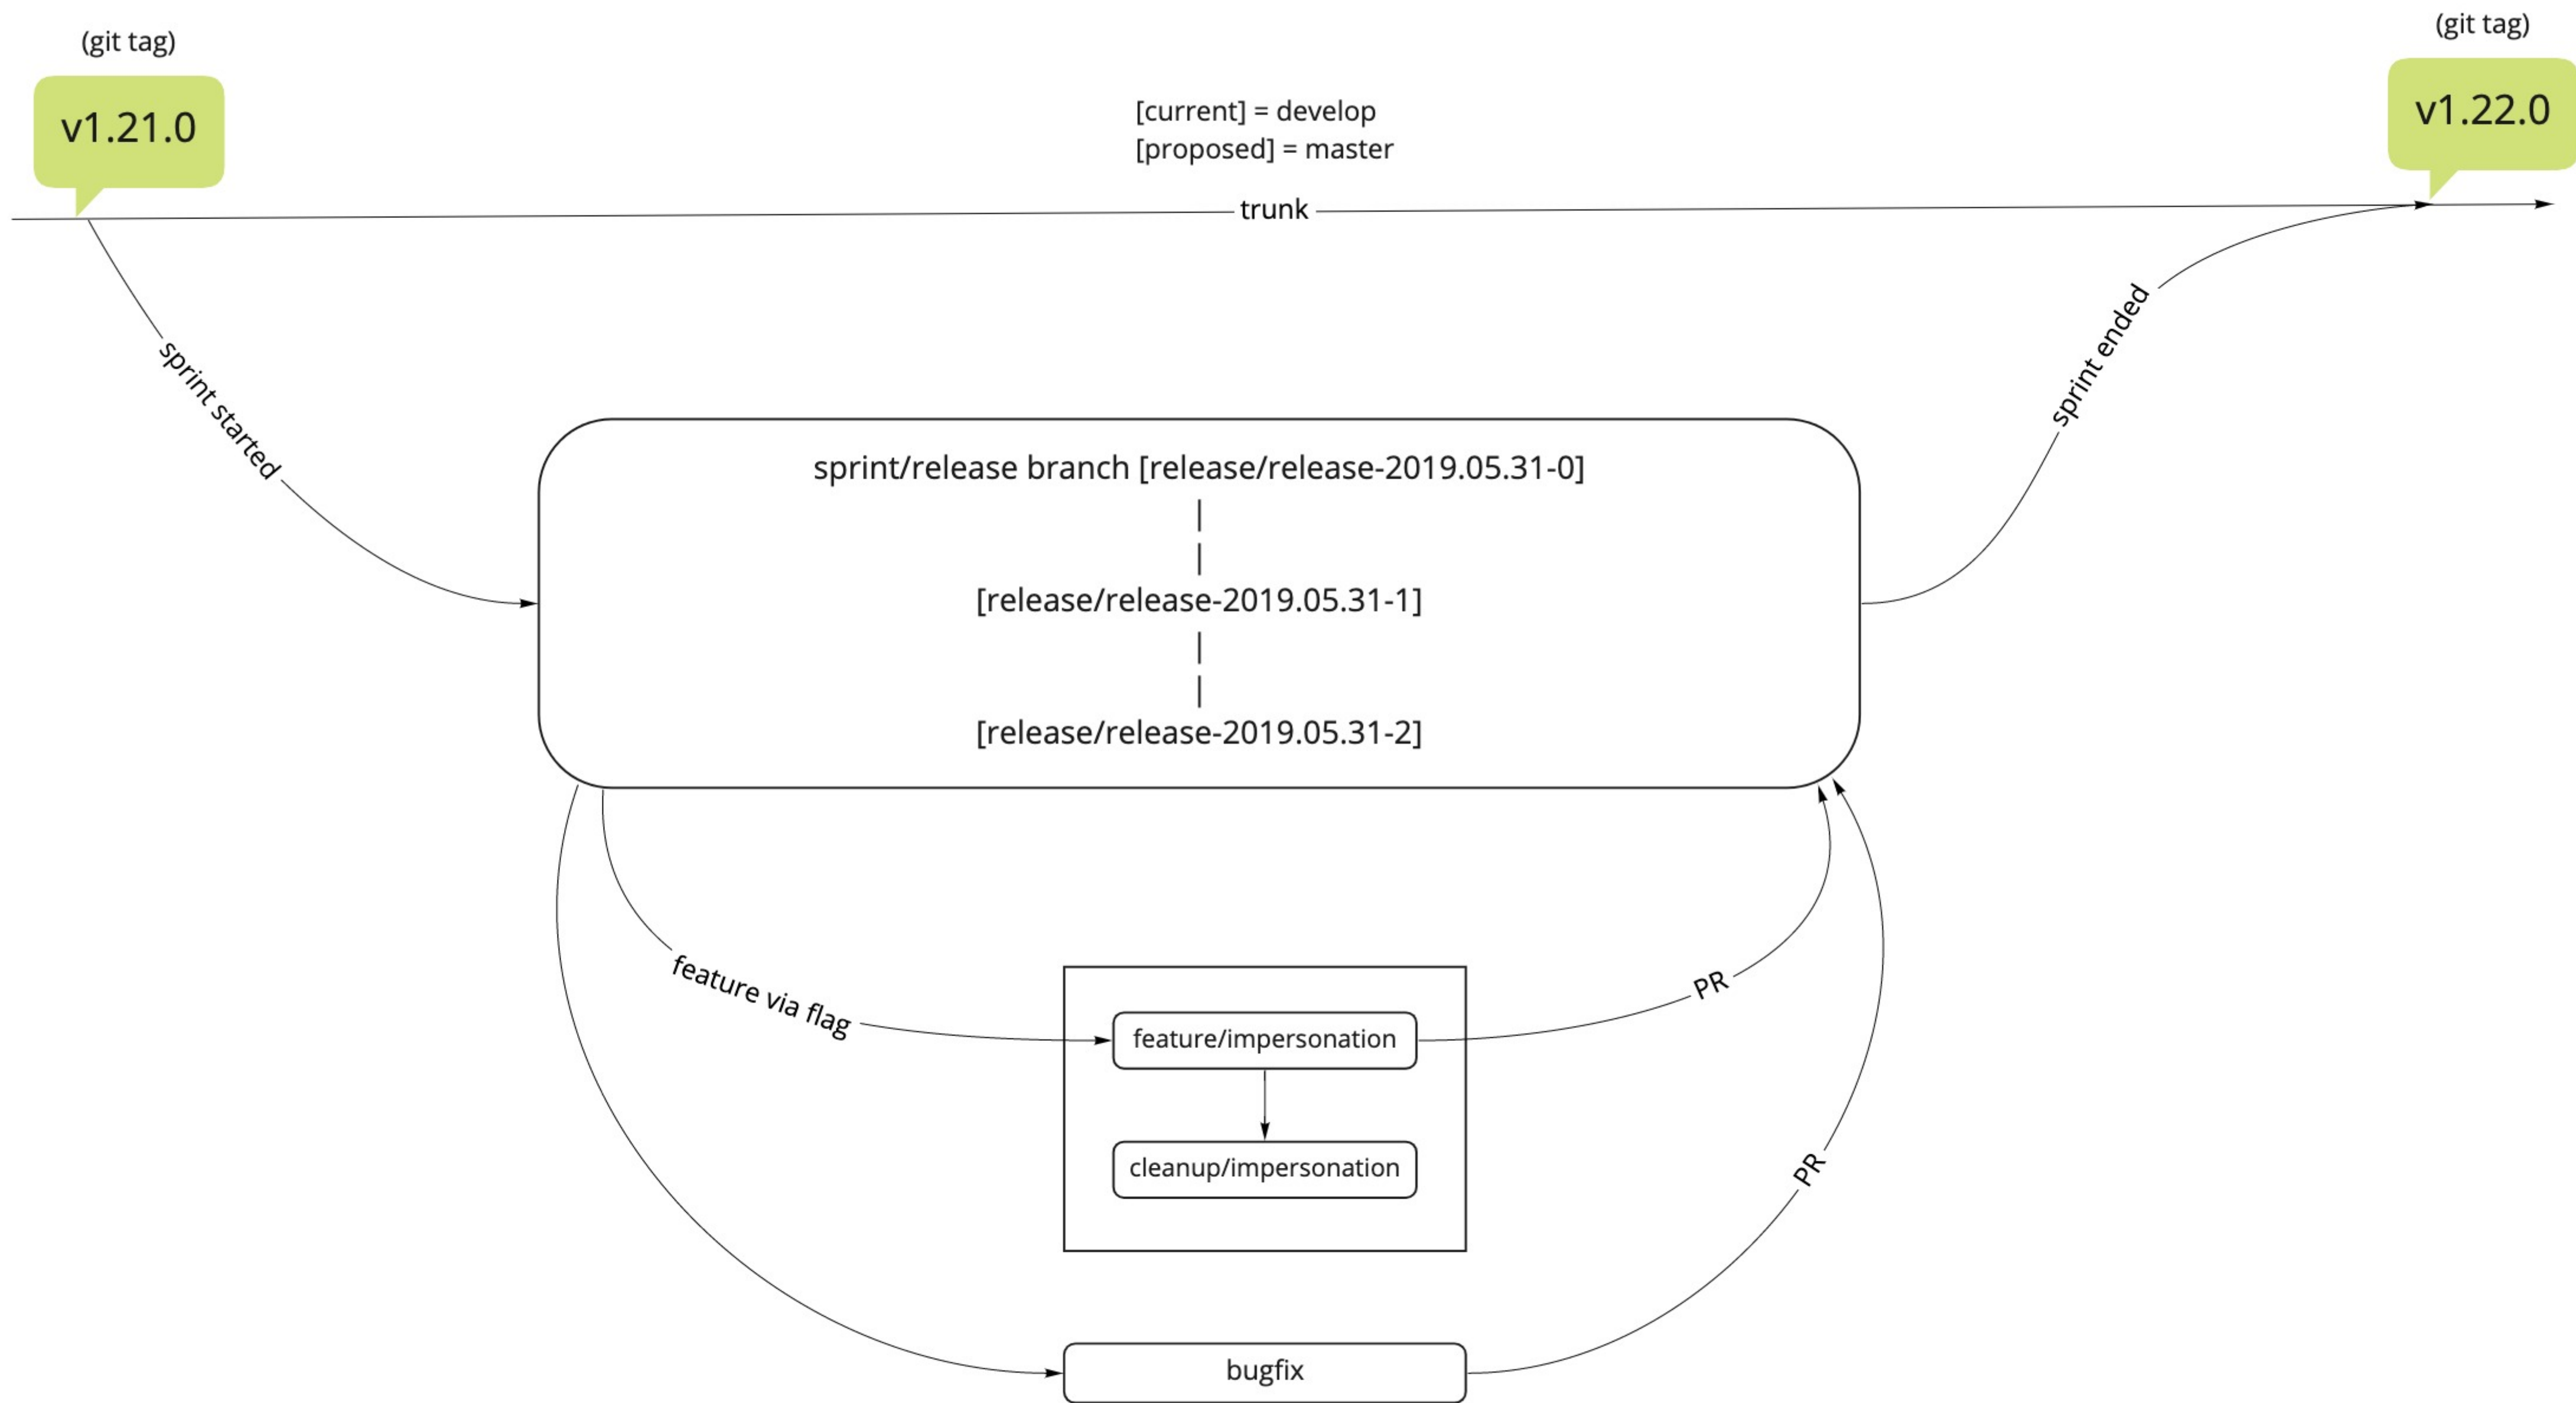 (git tag)
v1.21.0
(git tag)
v1.22.0
[current] = develop
[proposed] = master
trunk
sprint started
sprint ended
sprint/release branch [release/release-2019.05.31-0]
|
|
[release/release-2019.05.31-1]
|
|
[release/release-2019.05.31-2]
feature via flag
PR
feature/impersonation
cleanup/impersonation
PR
bugfix